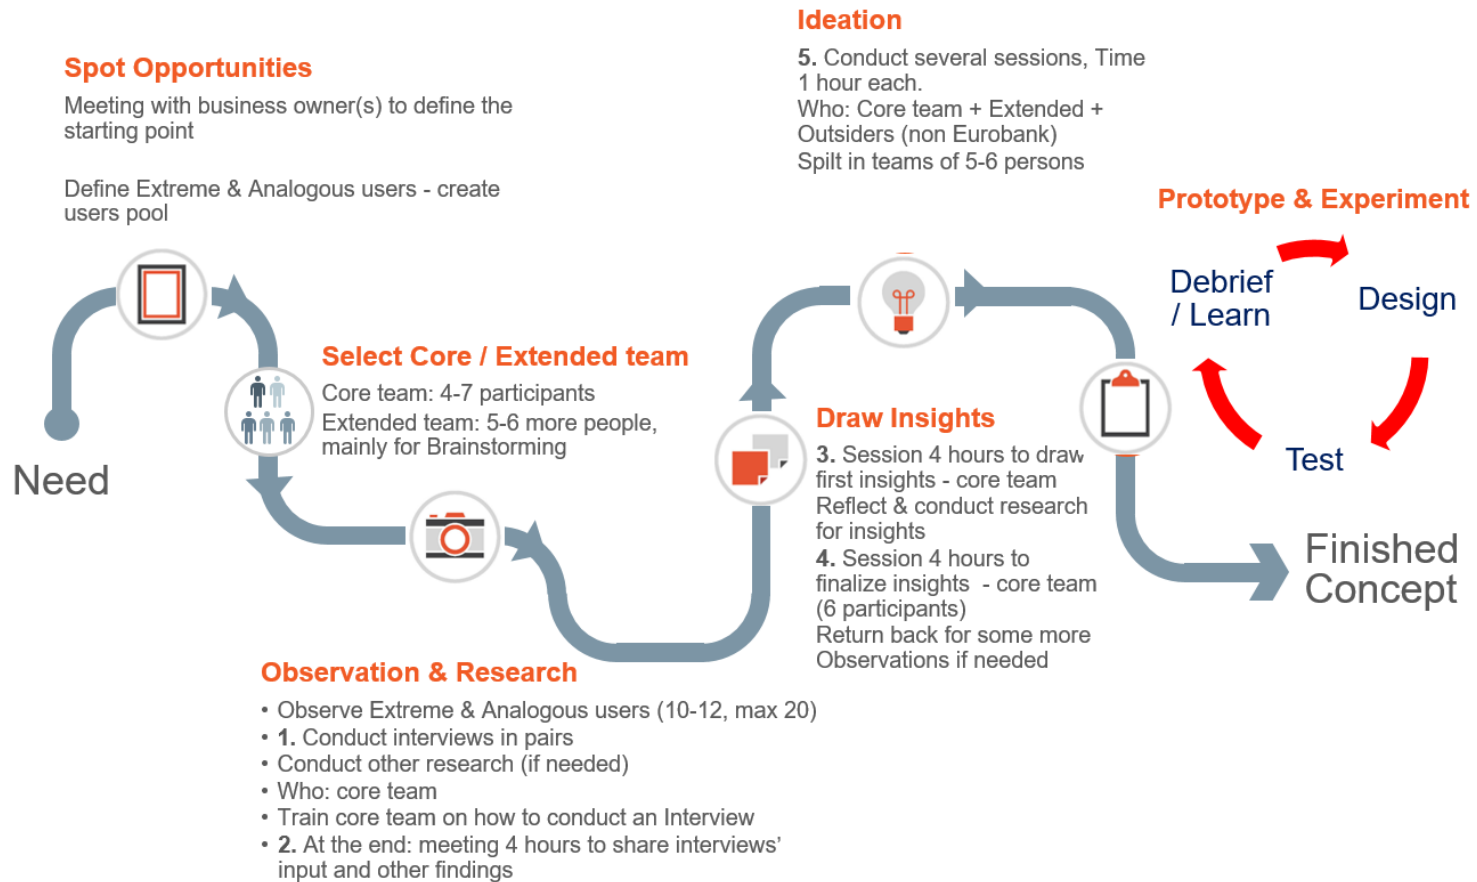 Spot Opportunities
Meeting with business owner(s) to define the
starting point
Define Extreme & Analogous users - create
users pool
Need
Select Core / Extended team
Core team: 4-7 participants
Extended team: 5-6 more people,
mainly for Brainstorming
Observation & Research
• Observe Extreme & Analogous users (10-12, max 20)
• 1. Conduct interviews in pairs
• Conduct other research (if needed)
• Who: core team
• Train core team on how to conduct an Interview
• 2. At the end: meeting 4 hours to share interviews’
input and other findings
Draw Insights
3. Session 4 hours to draw
first insights - core team
Reflect & conduct research
for insights
4. Session 4 hours to
finalize insights - core team
(6 participants)
Return back for some more
Observations if needed
Ideation
5. Conduct several sessions, Time
1 hour each.
Who: Core team + Extended +
Outsiders (non Eurobank)
Spilt in teams of 5-6 persons
Prototype & Experiment
Debrief
/ Learn
Design
Test
Finished
Concept